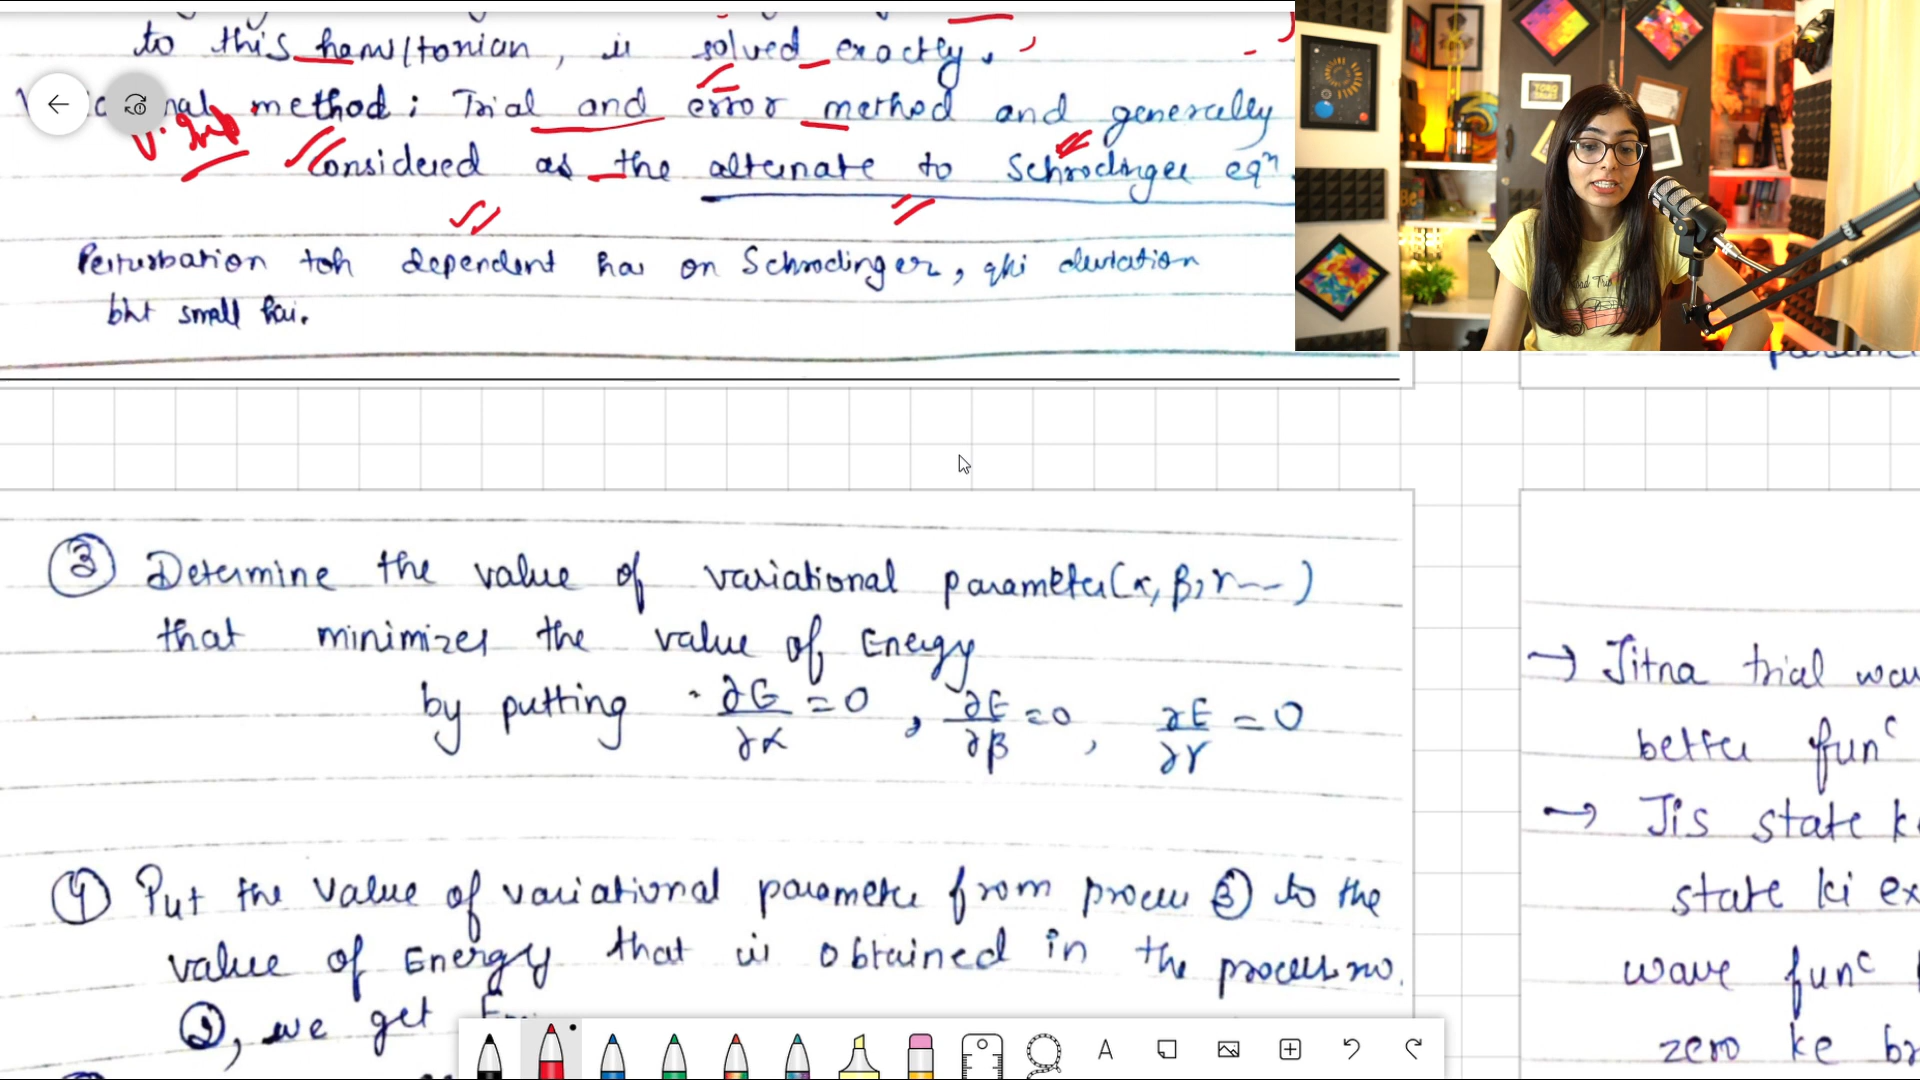 to this hamiltonian, is solved exactly.
nal method: Trial and error method and generally
V. Imp
Considered as the alternate to Schrodinger eqn.
Perturbation toh dependent hai on Schrodinger, qki deviation
bht small hai.
③ Determine the value of variational parameter(α, β, γ--)
that minimizes the value of Energy
by putting ∂E/∂α = 0, ∂E/∂β = 0, ∂E/∂γ = 0
④ Put the value of variational parameter from process ③ to the
value of Energy that is obtained in the process no.
②, we get
→ Jitna trial
better func
→ Jis state
state ki
wave func
zero ke